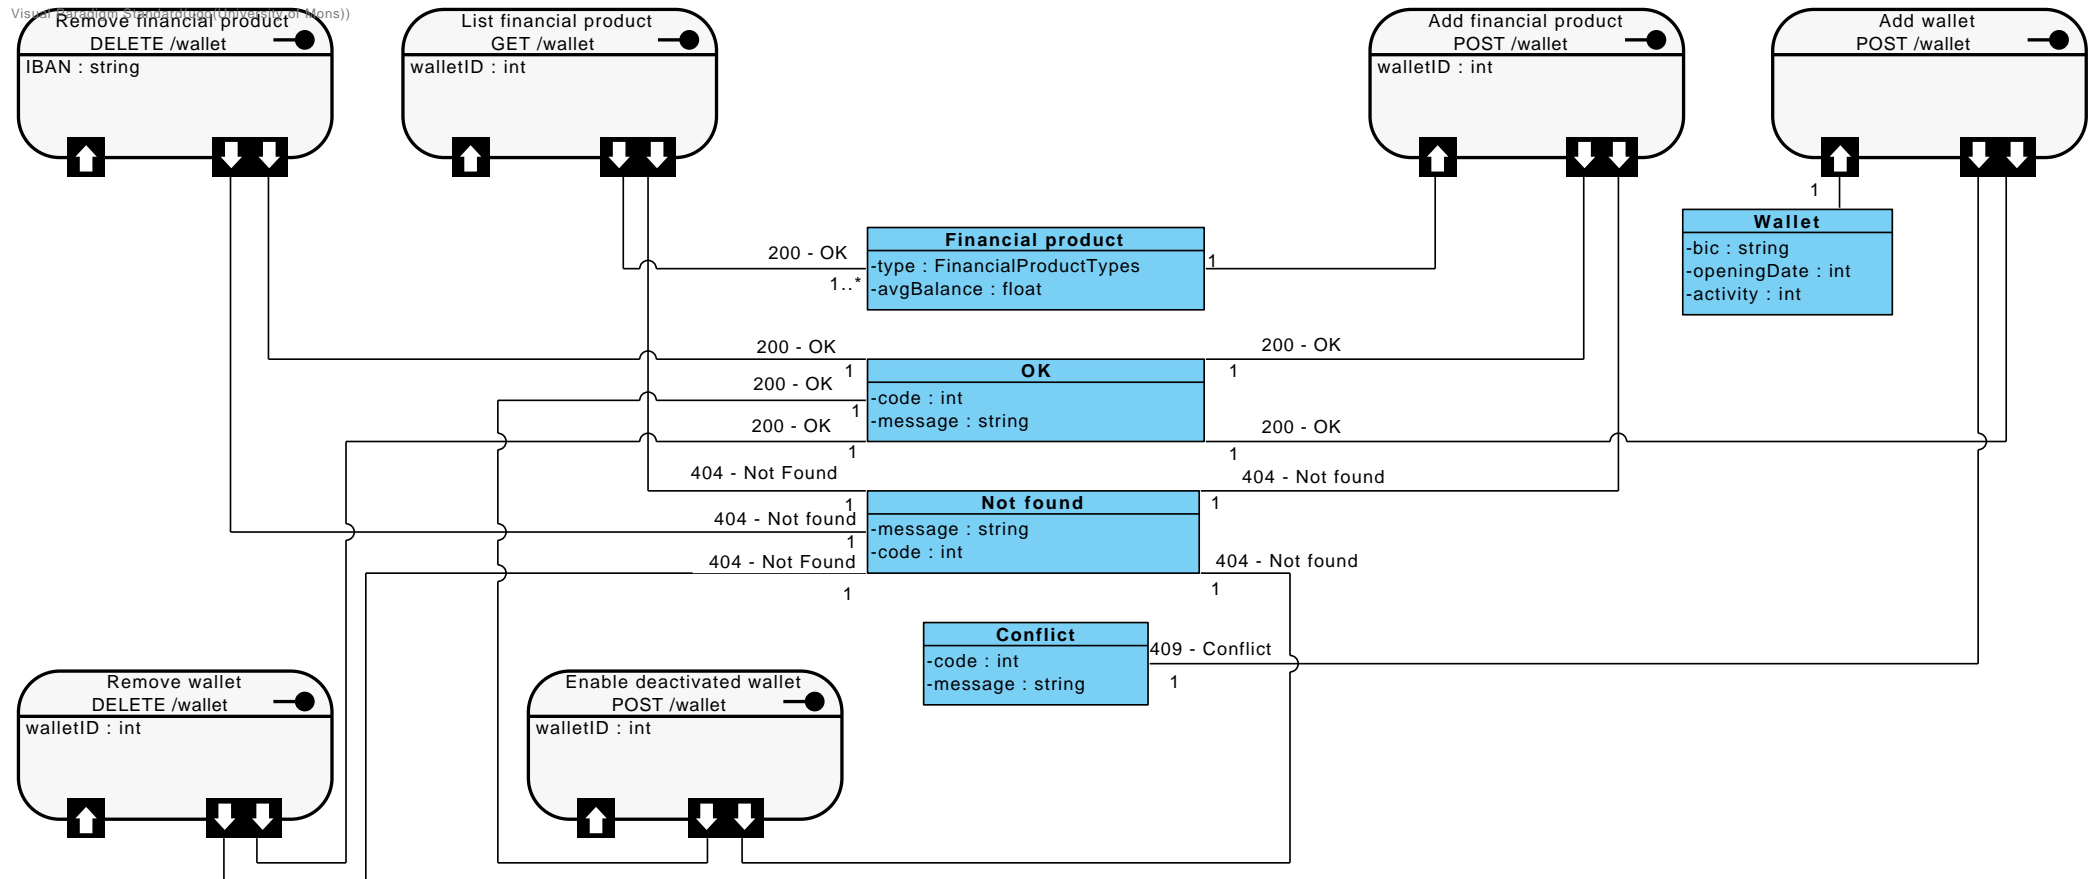 Visual Paradigm Standard(ugo(University of Mons))
Remove financial product
DELETE /wallet
IBAN : string
List financial product
GET /wallet
walletID : int
Add financial product
POST /wallet
walletID : int
Add wallet
POST /wallet
1
Wallet
-bic : string
-openingDate : int
-activity : int
200 - OK
1..*
Financial product
-type : FinancialProductTypes
-avgBalance : float
1
200 - OK
1
200 - OK
1
200 - OK
1
OK
-code : int
-message : string
200 - OK
1
200 - OK
1
404 - Not Found
1
404 - Not found
1
404 - Not Found
1
Not found
-message : string
-code : int
404 - Not found
1
404 - Not found
1
Conflict
-code : int
-message : string
409 - Conflict
1
Remove wallet
DELETE /wallet
walletID : int
Enable deactivated wallet
POST /wallet
walletID : int